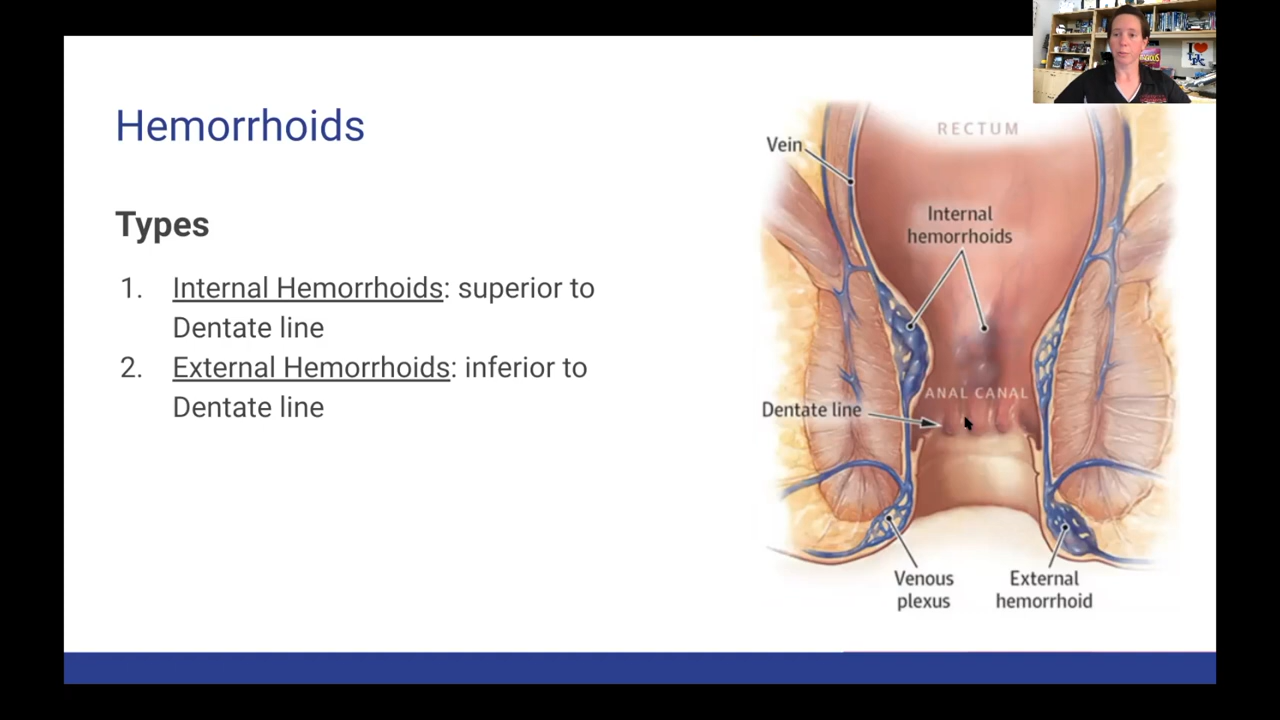 Hemorrhoids
Types
1. Internal Hemorrhoids: superior to
Dentate line
2. External Hemorrhoids: inferior to
Dentate line
RECTUM
Vein
Internal
hemorrhoids
ANAL CANAL
Dentate line
Venous
plexus
External
hemorrhoid
I